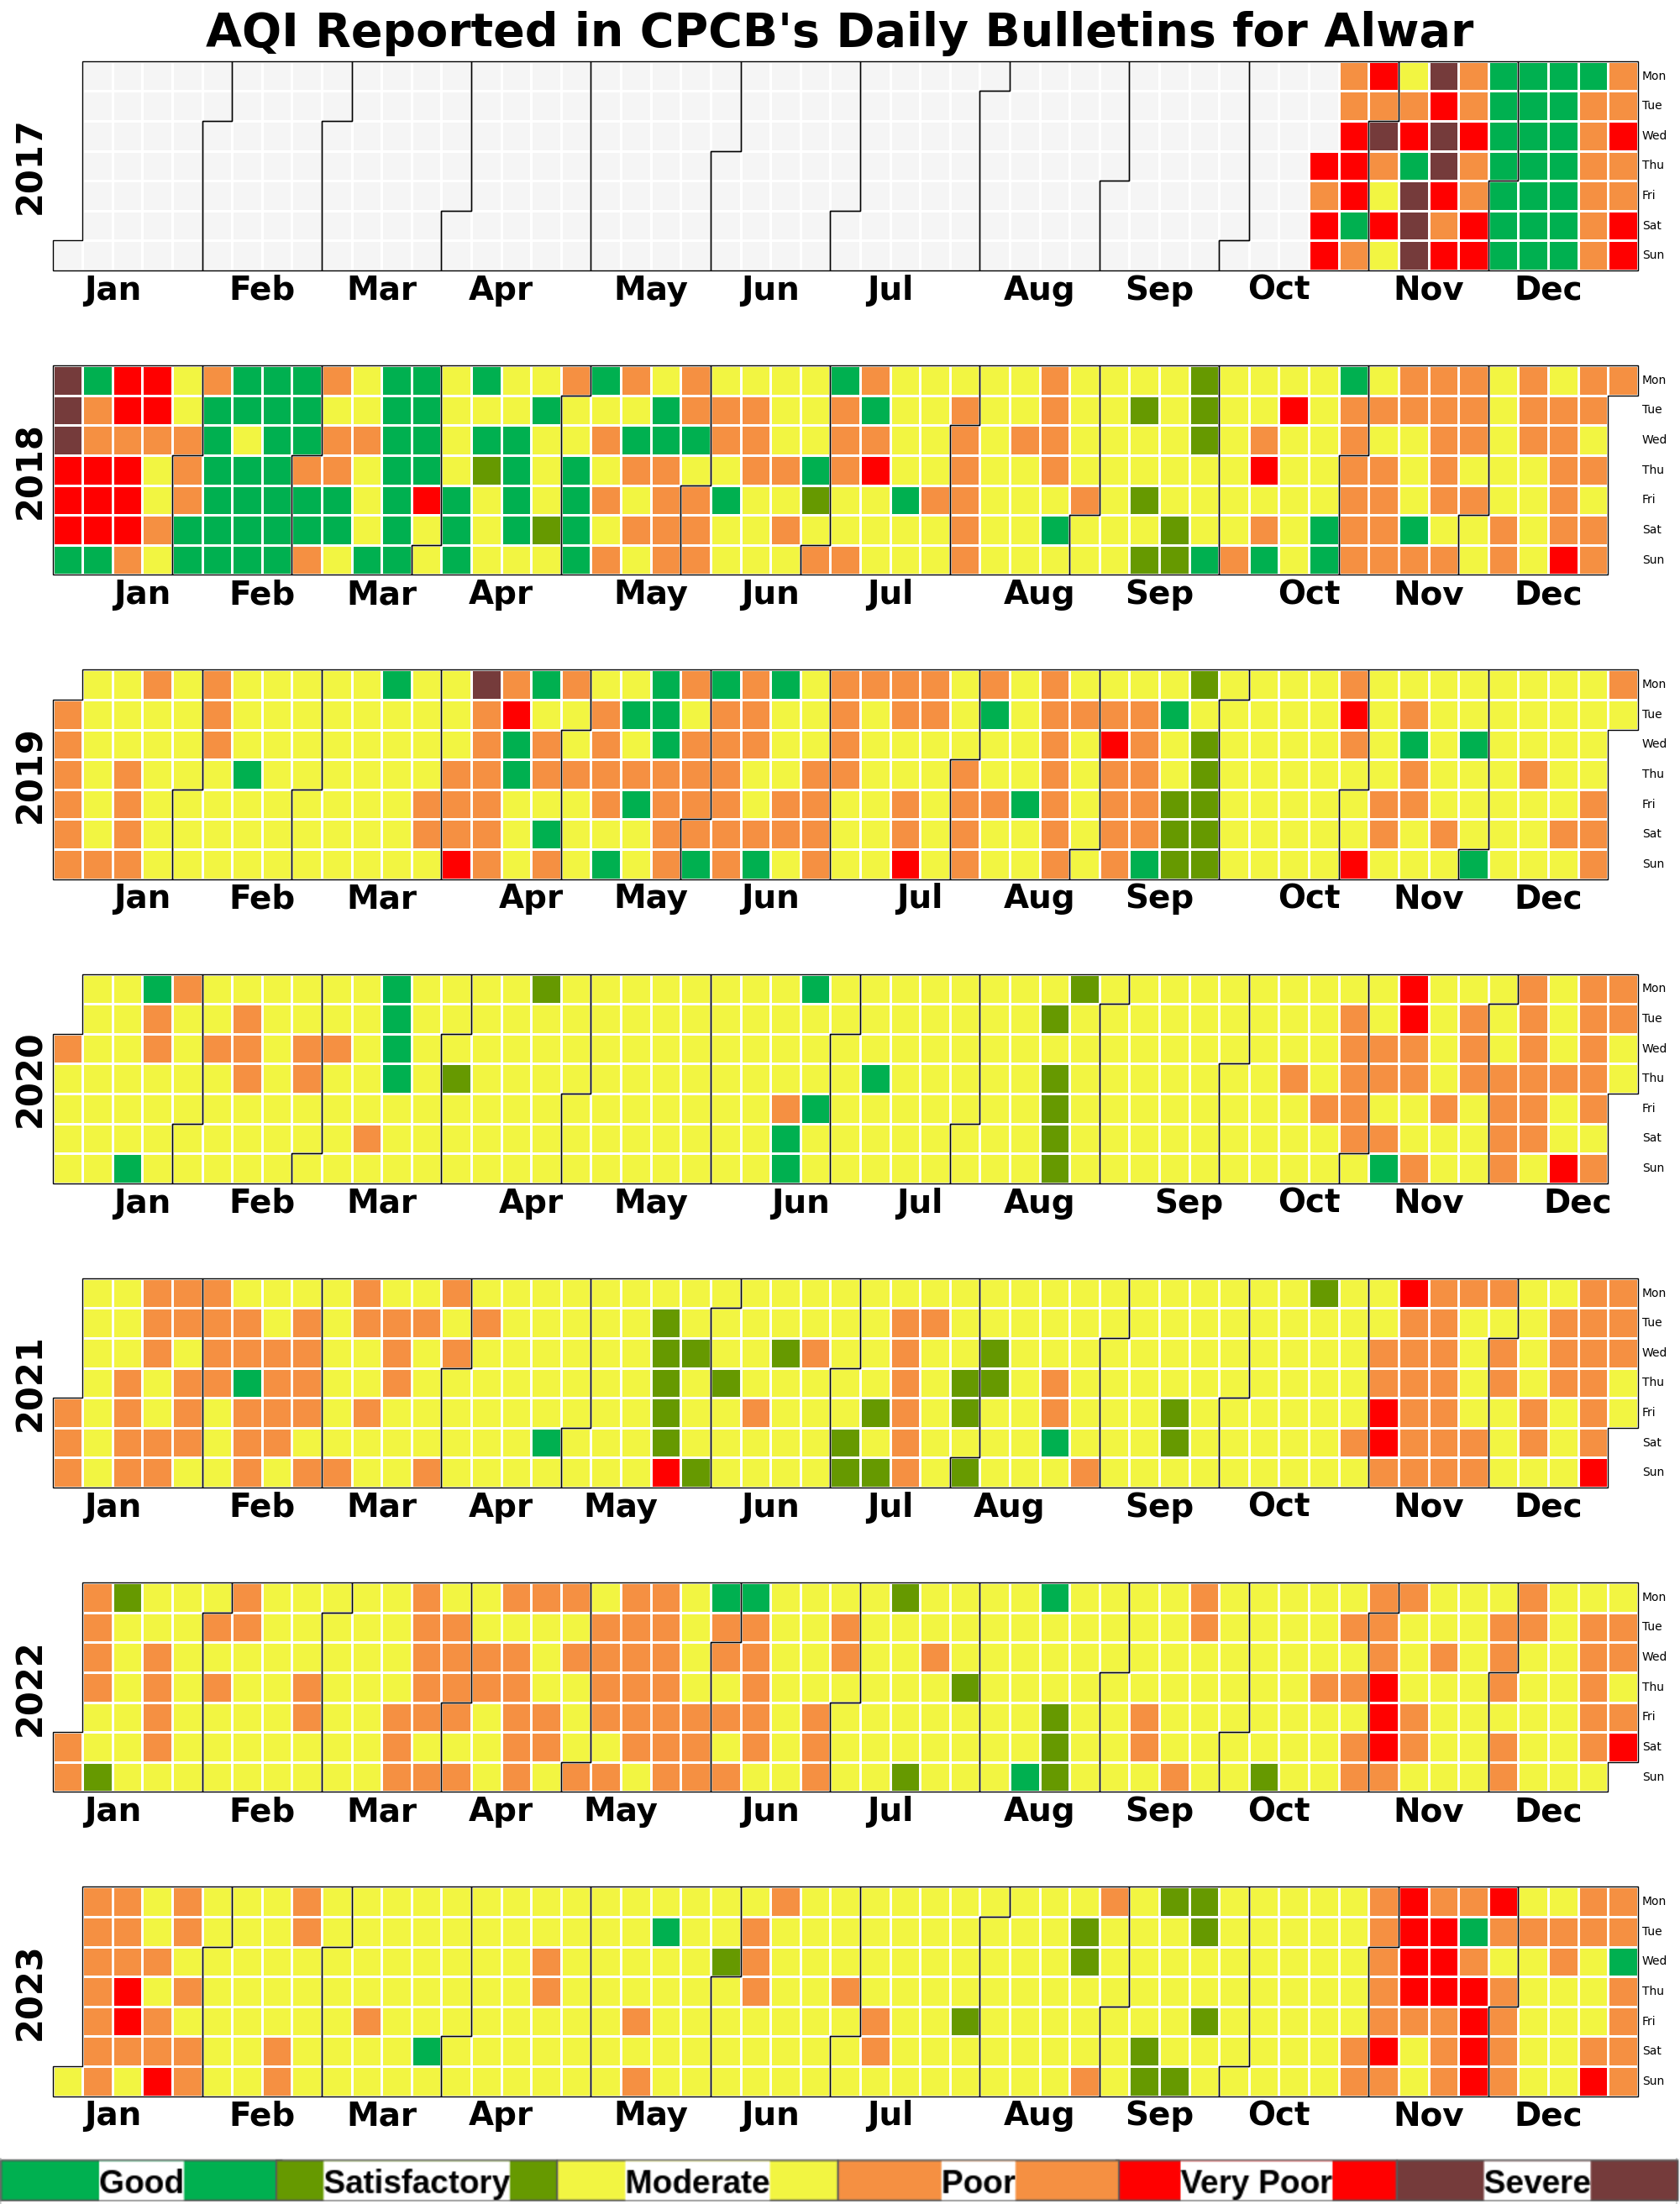 AQI Reported in CPCB's Daily Bulletins for Alwar
2017
Mon
Tue
Wed
Thu
Fri
Sat
Sun
Jan Feb Mar Apr May Jun Jul Aug Sep Oct Nov Dec
2018
Mon
Tue
Wed
Thu
Fri
Sat
Sun
Jan Feb Mar Apr May Jun Jul Aug Sep Oct Nov Dec
2019
Mon
Tue
Wed
Thu
Fri
Sat
Sun
Jan Feb Mar Apr May Jun Jul Aug Sep Oct Nov Dec
2020
Mon
Tue
Wed
Thu
Fri
Sat
Sun
Jan Feb Mar Apr May Jun Jul Aug Sep Oct Nov Dec
2021
Mon
Tue
Wed
Thu
Fri
Sat
Sun
Jan Feb Mar Apr May Jun Jul Aug Sep Oct Nov Dec
2022
Mon
Tue
Wed
Thu
Fri
Sat
Sun
Jan Feb Mar Apr May Jun Jul Aug Sep Oct Nov Dec
2023
Mon
Tue
Wed
Thu
Fri
Sat
Sun
Jan Feb Mar Apr May Jun Jul Aug Sep Oct Nov Dec
Good Satisfactory Moderate Poor Very Poor Severe